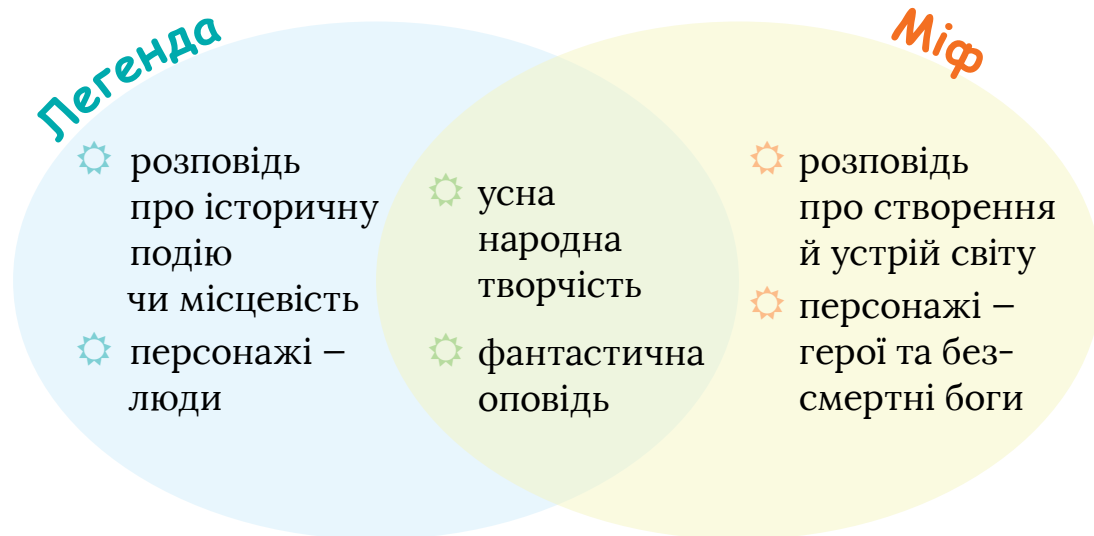 Легенда
розповідь
про історичну
подію
чи місцевість
персонажі –
люди
усна
народна
творчість
фантастична
оповідь
Міф
розповідь
про створення
й устрій світу
персонажі –
герої та без-
смертні боги